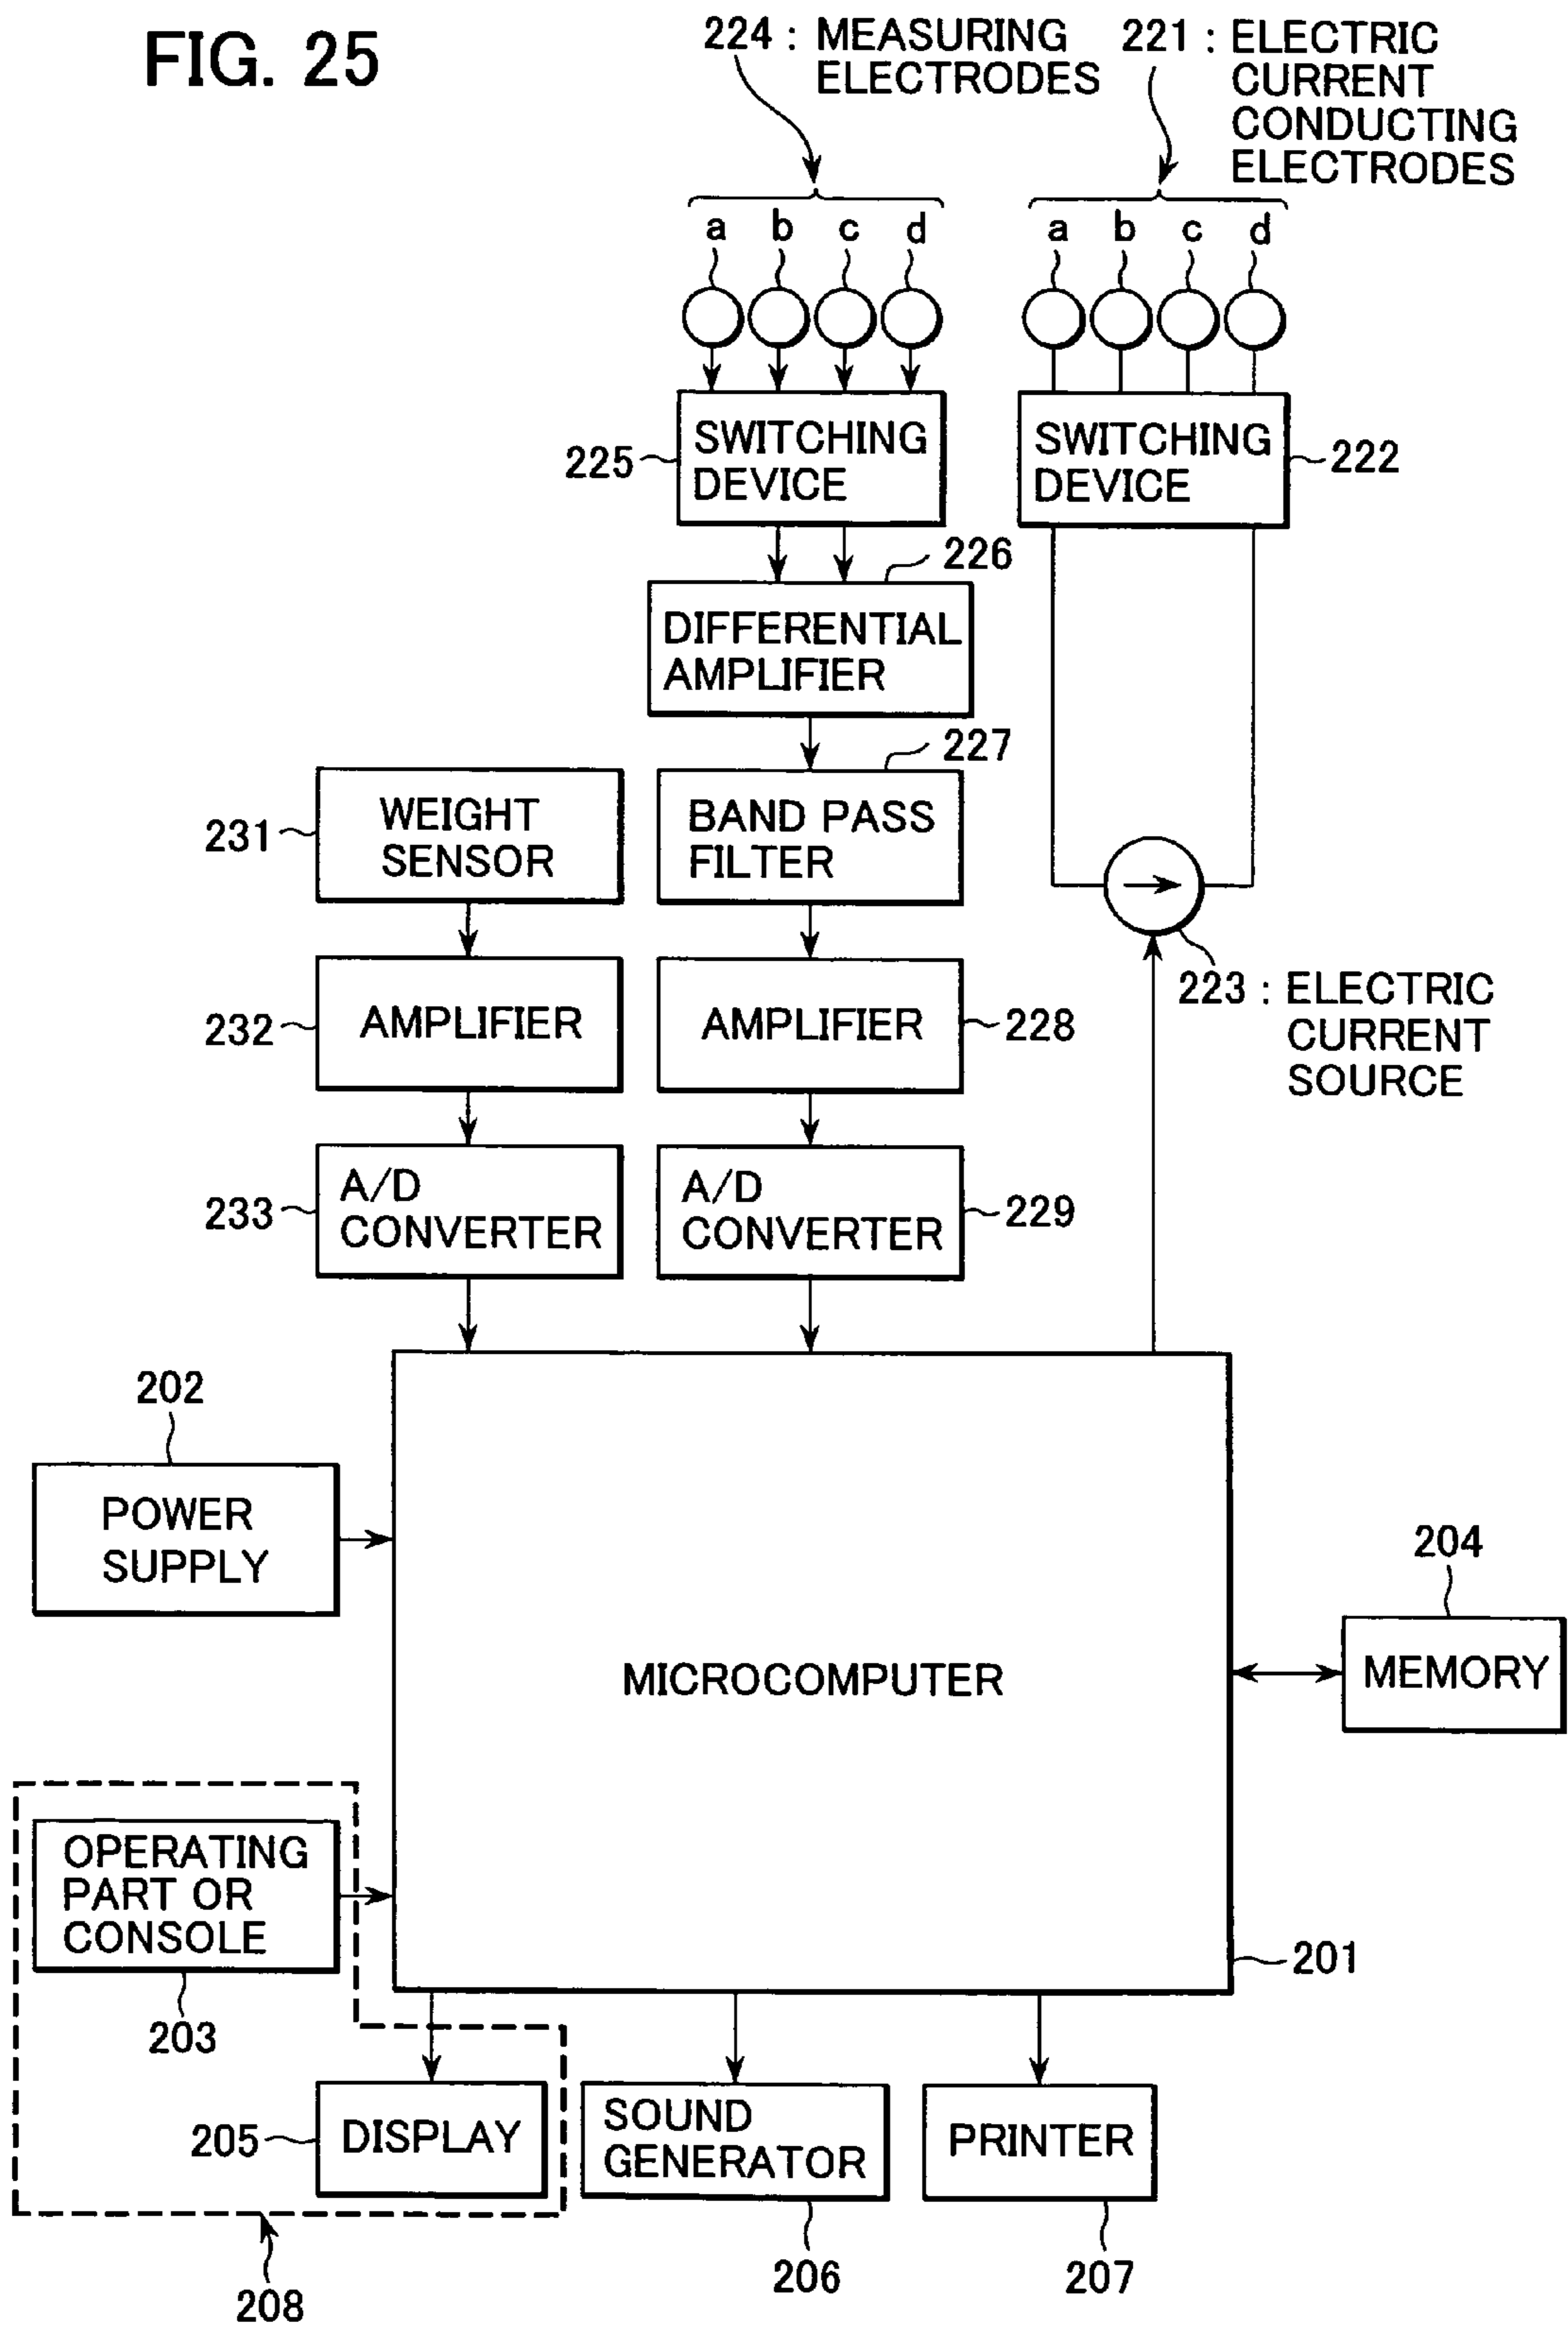 FIG. 25
224 : MEASURING
ELECTRODES
221 : ELECTRIC
CURRENT
CONDUCTING
ELECTRODES
a b c d
a b c d
SWITCHING
DEVICE
225
SWITCHING
DEVICE
222
226
DIFFERENTIAL
AMPLIFIER
227
WEIGHT
SENSOR
231
BAND PASS
FILTER
223 : ELECTRIC
CURRENT
SOURCE
232
AMPLIFIER
AMPLIFIER
228
233
A/D
CONVERTER
A/D
CONVERTER
229
202
POWER
SUPPLY
204
MEMORY
MICROCOMPUTER
201
OPERATING
PART OR
CONSOLE
203
205
DISPLAY
SOUND
GENERATOR
PRINTER
206
207
208